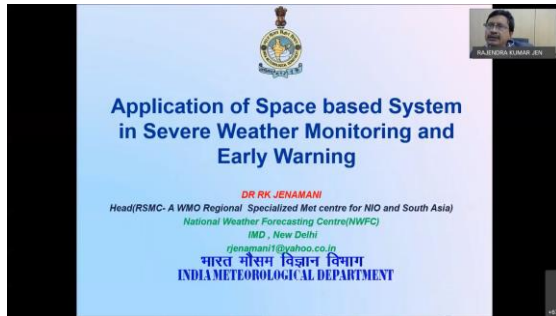 RAJENDRA KUMAR JEN
Application of Space based System
in Severe Weather Monitoring and
Early Warning
DR RK JENAMANI
Head(RSMC- A WMO Regional Specialized Met centre for NIO and South Asia)
National Weather Forecasting Centre(NWFC)
IMD , New Delhi
rjenamani1@yahoo.co.in
भारत मौसम विज्ञान विभाग
INDIA METEOROLOGICAL DEPARTMENT